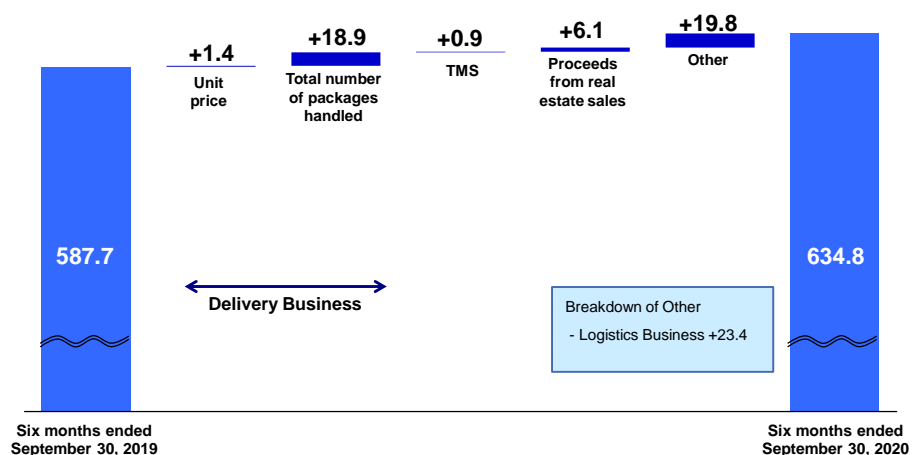 +1.4
Unit
price
+18.9
Total number
of packages
handled
+0.9
TMS
+6.1
Proceeds
from real
estate sales
+19.8
Other
587.7
634.8
Delivery Business
Breakdown of Other
- Logistics Business +23.4
Six months ended
September 30, 2019
Six months ended
September 30, 2020